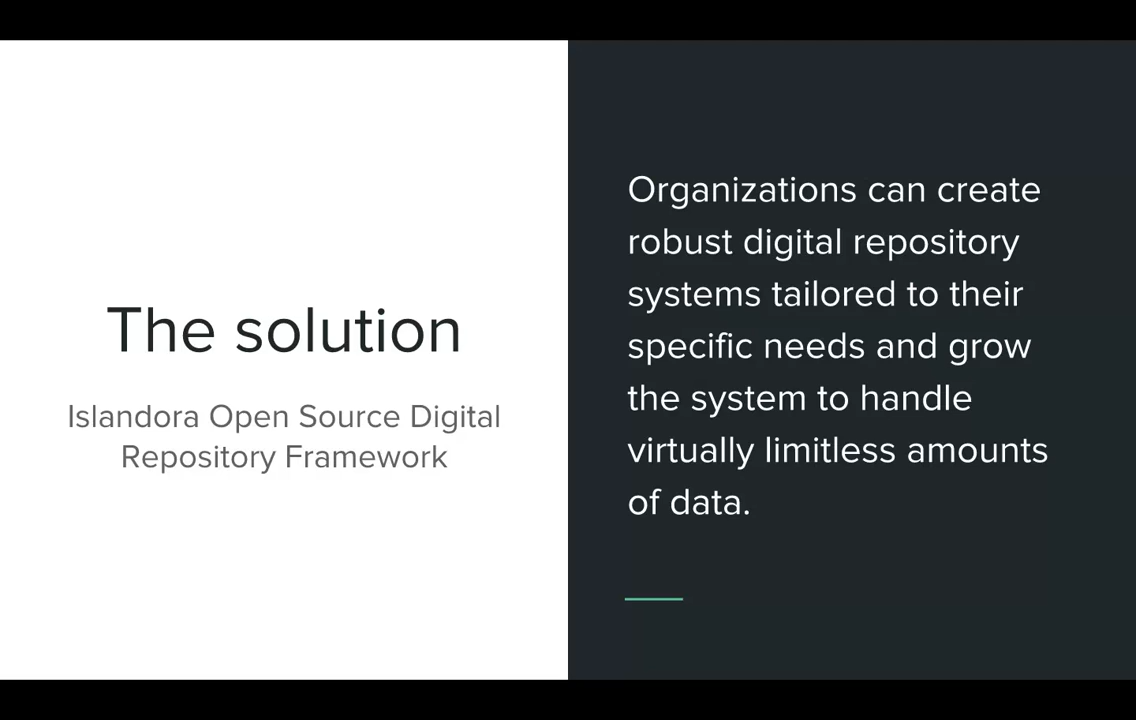 The solution
Islandora Open Source Digital
Repository Framework
Organizations can create
robust digital repository
systems tailored to their
specific needs and grow
the system to handle
virtually limitless amounts
of data.